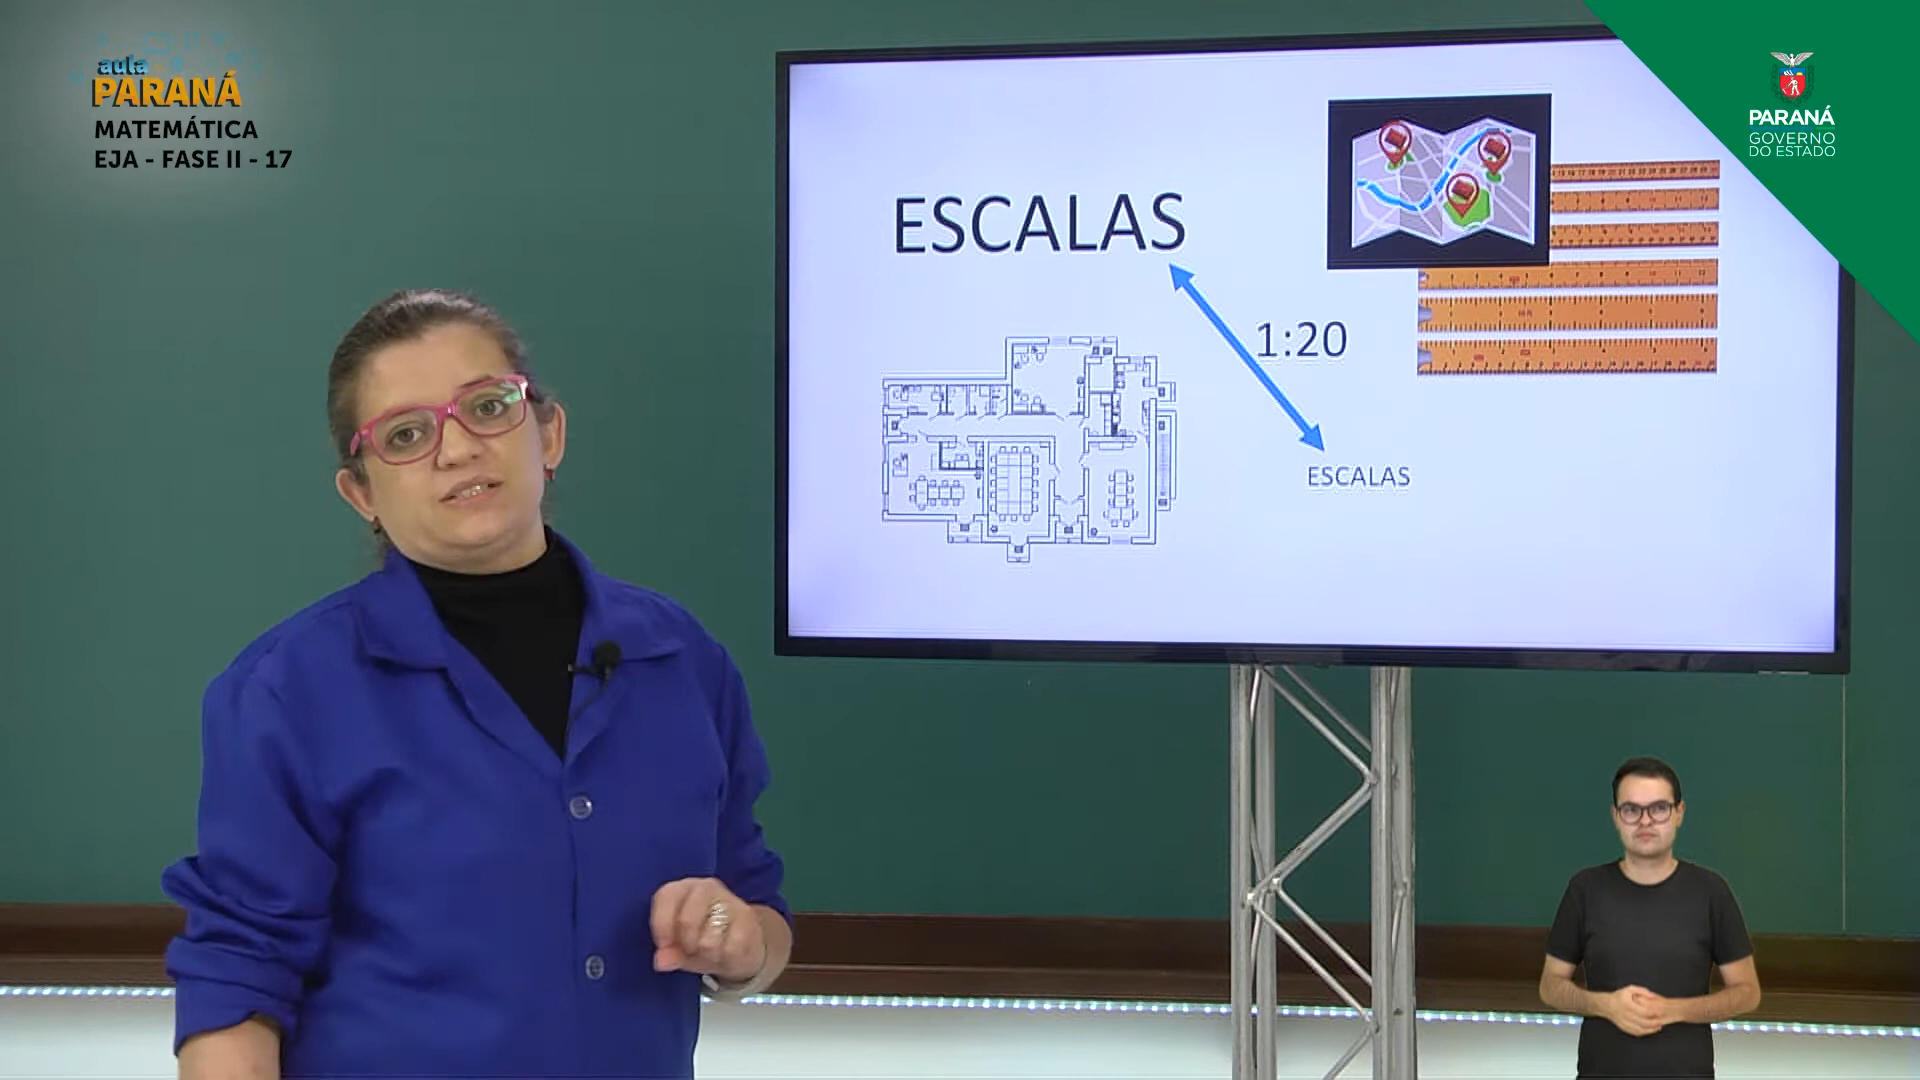 aula
PARANÁ
MATEMÁTICA
EJA - FASE II - 17
ESCALAS
1:20
ESCALAS
PARANÁ
GOVERNO
DO ESTADO